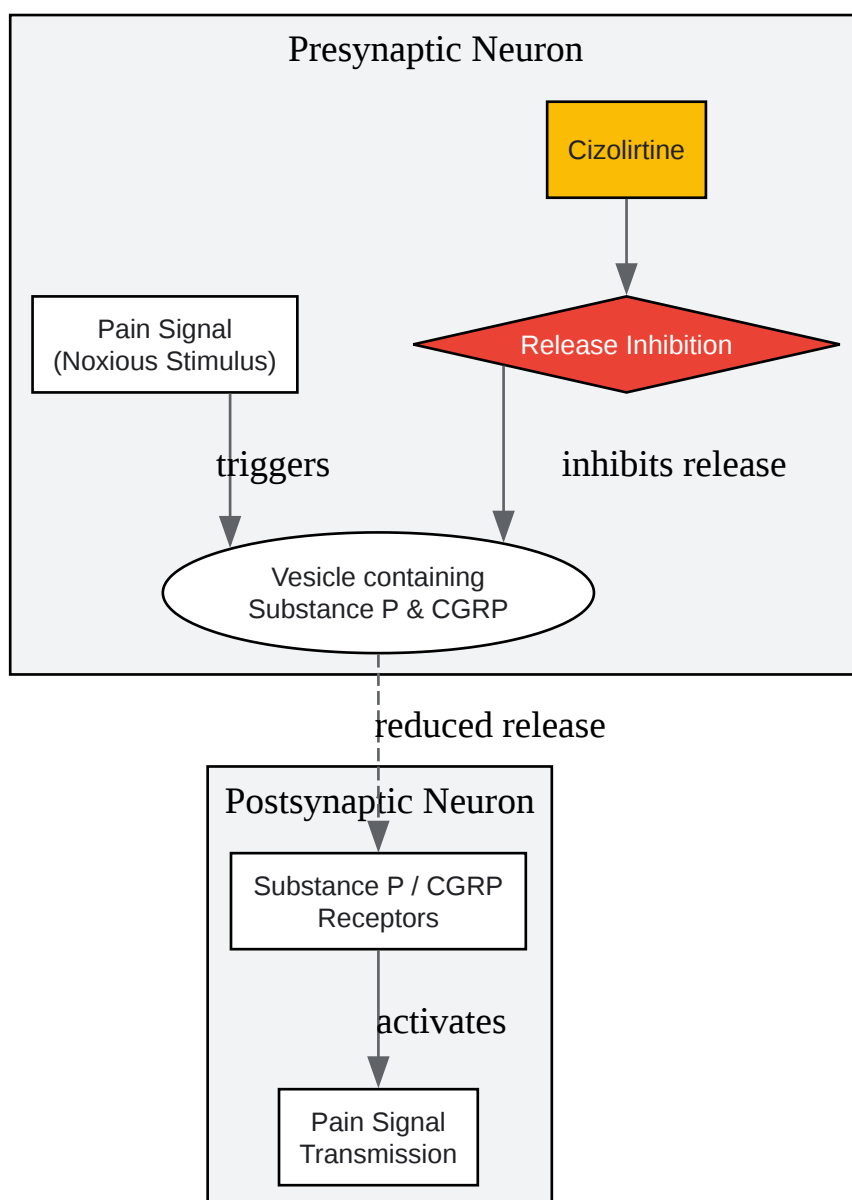 Presynaptic Neuron
Cizolirtine
Pain Signal
(Noxious Stimulus)
Release Inhibition
triggers
inhibits release
Vesicle containing
Substance P & CGRP
reduced release
Postsynaptic Neuron
Substance P / CGRP
Receptors
activates
Pain Signal
Transmission